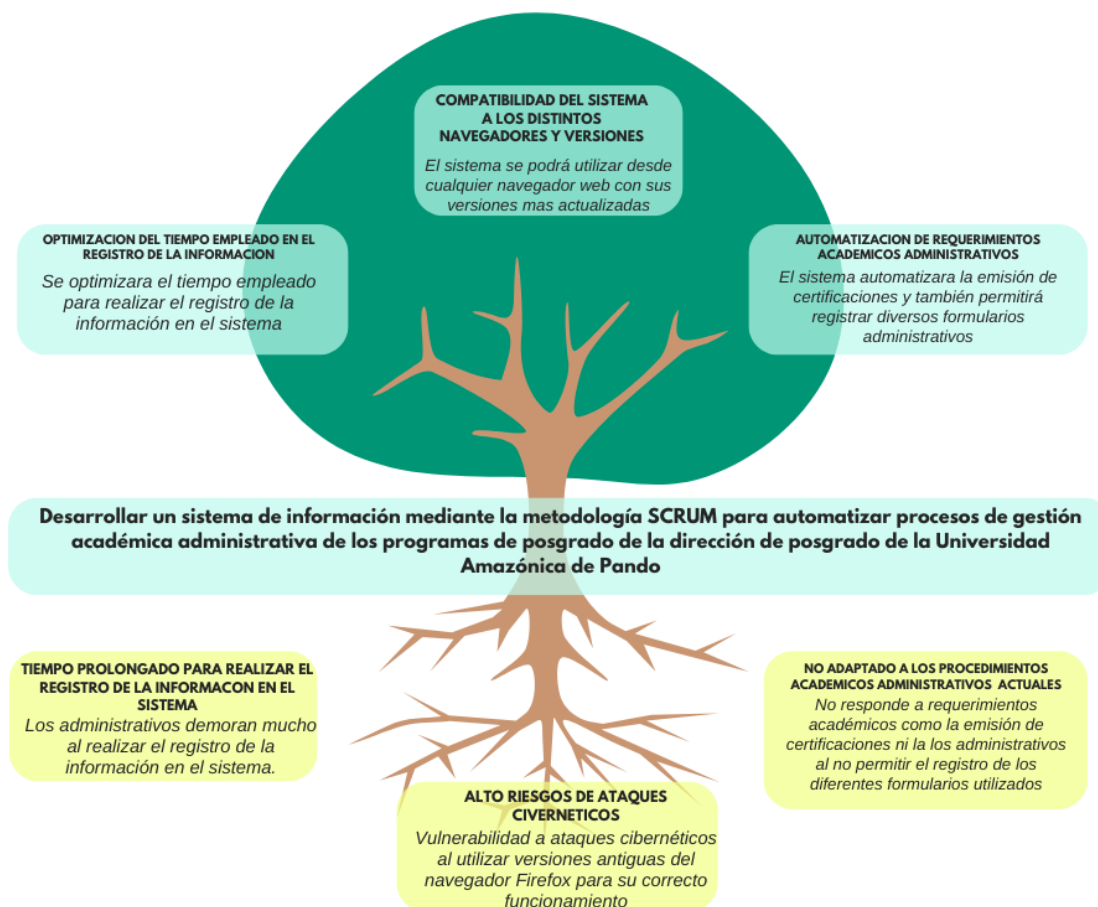 COMPATIBILIDAD DEL SISTEMA
A LOS DISTINTOS
NAVEGADORES Y VERSIONES
El sistema se podrá utilizar desde
cualquier navegador web con sus
versiones mas actualizadas
OPTIMIZACION DEL TIEMPO EMPLEADO EN EL
REGISTRO DE LA INFORMACION
Se optimizara el tiempo empleado
para realizar el registro de la
información en el sistema
AUTOMATIZACION DE REQUERIMIENTOS
ACADEMICOS ADMINISTRATIVOS
El sistema automatizara la emisión de
certificaciones y también permitirá
registrar diversos formularios
administrativos
Desarrollar un sistema de información mediante la metodología SCRUM para automatizar procesos de gestión
académica administrativa de los programas de posgrado de la dirección de posgrado de la Universidad
Amazónica de Pando
TIEMPO PROLONGADO PARA REALIZAR EL
REGISTRO DE LA INFORMACON EN EL
SISTEMA
Los administrativos demoran mucho
al realizar el registro de la
información en el sistema.
NO ADAPTADO A LOS PROCEDIMIENTOS
ACADEMICOS ADMINISTRATIVOS ACTUALES
No responde a requerimientos
académicos como la emisión de
certificaciones ni la los administrativos
al no permitir el registro de los
diferentes formularios utilizados
ALTO RIESGOS DE ATAQUES
CIVERNETICOS
Vulnerabilidad a ataques cibernéticos
al utilizar versiones antiguas del
navegador Firefox para su correcto
funcionamiento